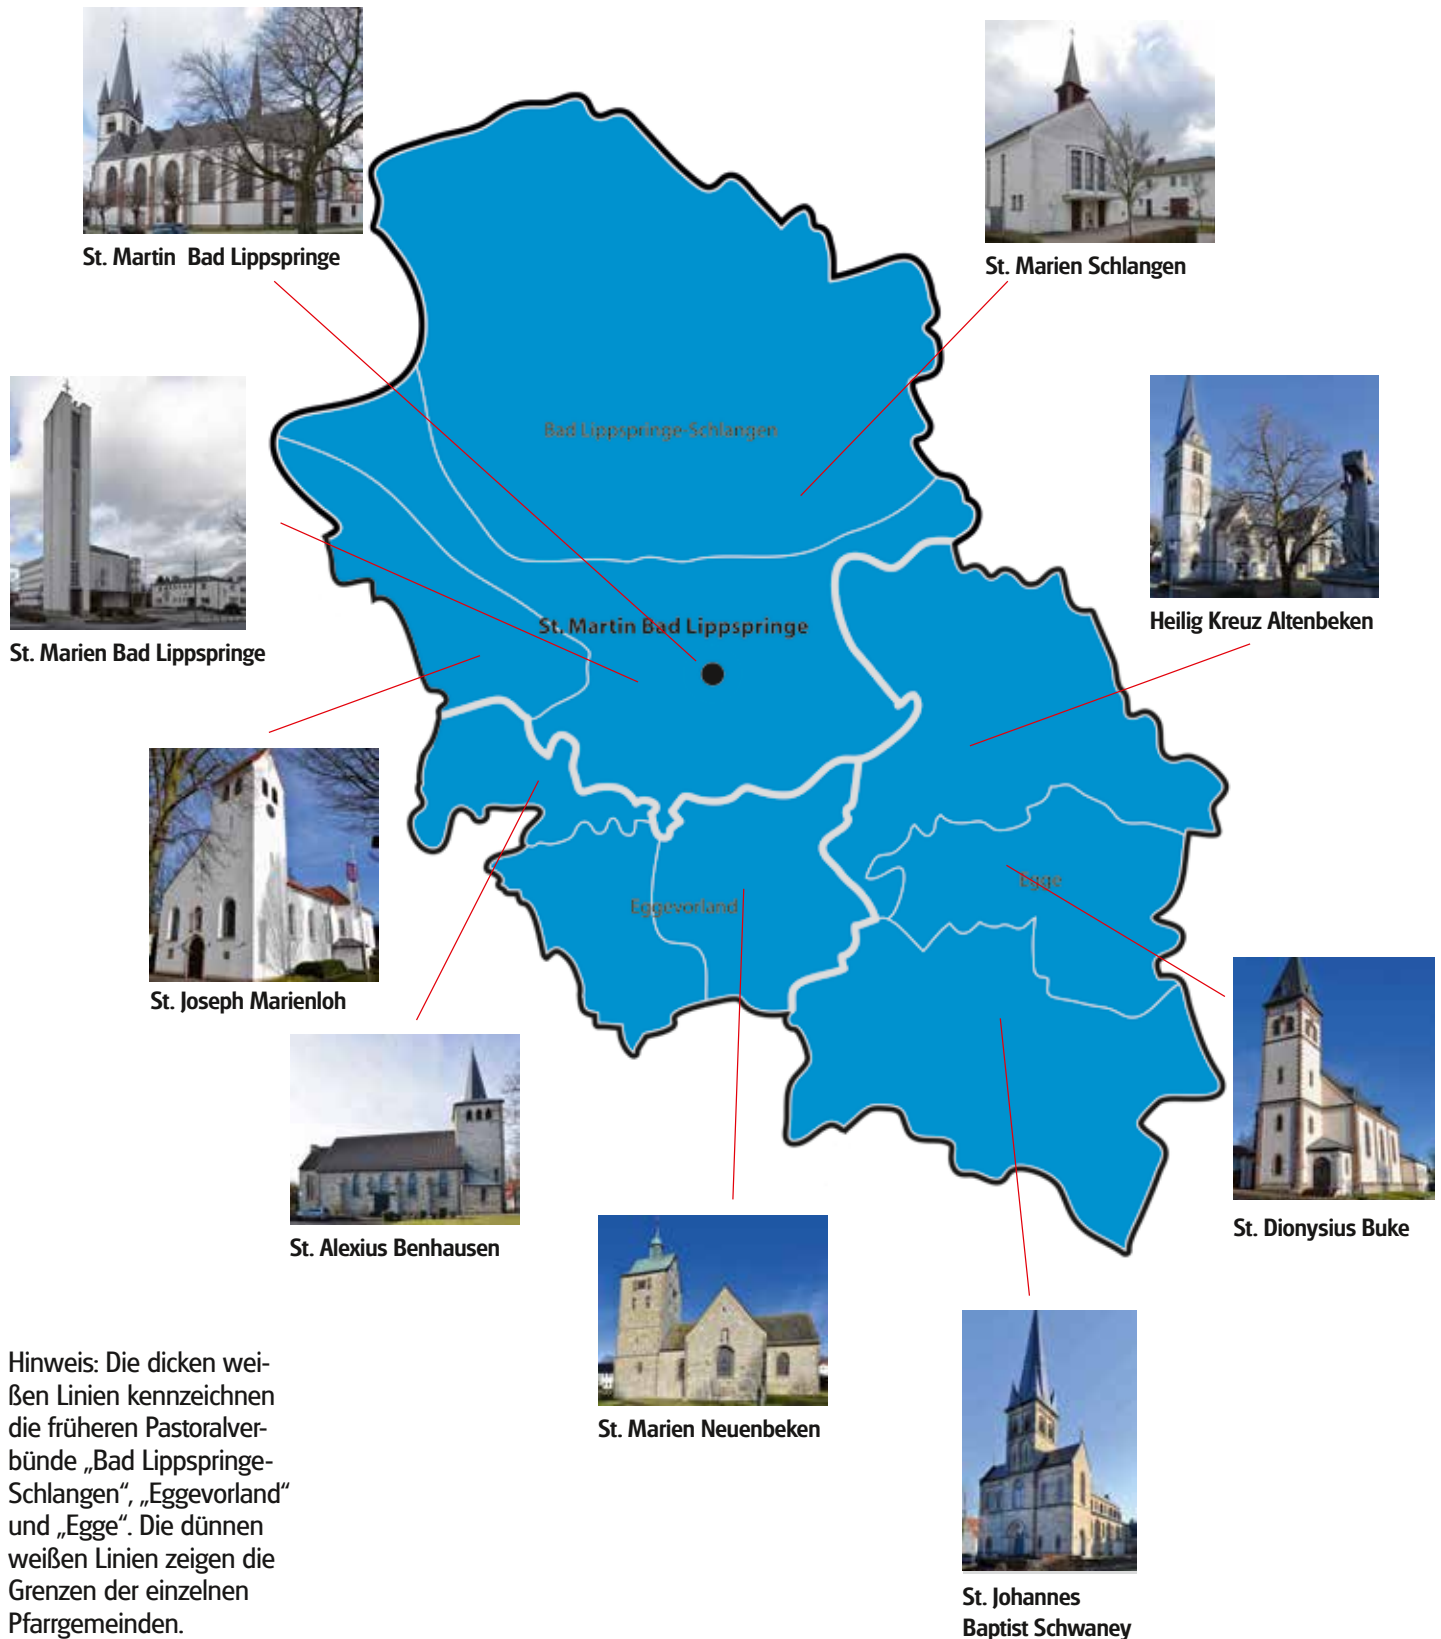 St. Martin Bad Lippspringe
St. Marien Schlangen
Bad Lippspringe-Schlangen
Heilig Kreuz Altenbeken
St. Martin Bad Lippspringe
St. Marien Bad Lippspringe
Egge
Eggevorland
St. Joseph Marienloh
St. Dionysius Buke
St. Alexius Benhausen
St. Marien Neuenbeken
Hinweis: Die dicken wei-
ßen Linien kennzeichnen
die früheren Pastoralver-
bünde „Bad Lippspringe-
Schlangen“, „Eggevorland“
und „Egge“. Die dünnen
weißen Linien zeigen die
Grenzen der einzelnen
Pfarrgemeinden.
St. Johannes
Baptist Schwaney